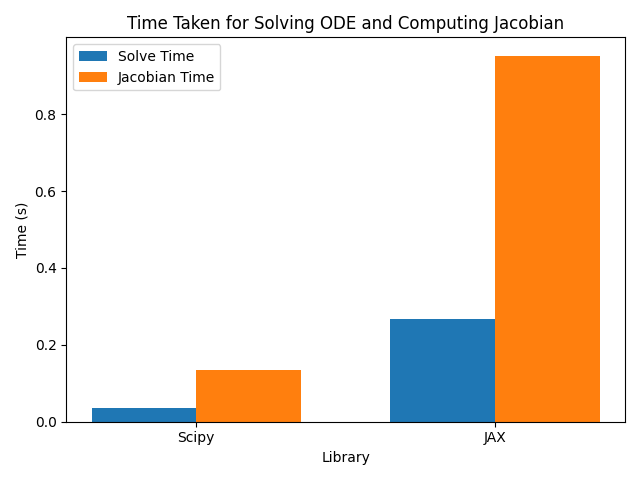 Time Taken for Solving ODE and Computing Jacobian
Solve Time
Jacobian Time
Time (s)
0.8
0.6
0.4
0.2
0.0
Scipy
JAX
Library